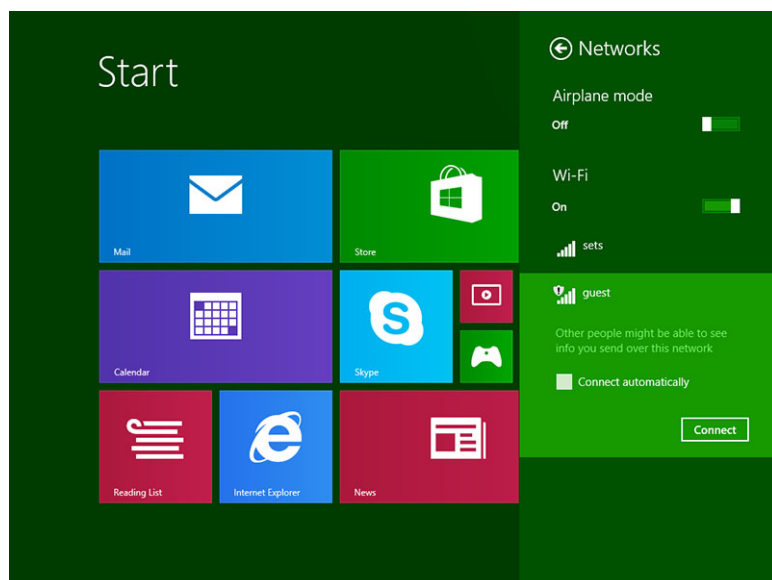 Start
Mail
Store
Calendar
Skype
Reading List
Internet Explorer
News
Networks
Airplane mode
Off
Wi-Fi
On
sets
guest
Other people might be able to see
info you send over this network
Connect automatically
Connect